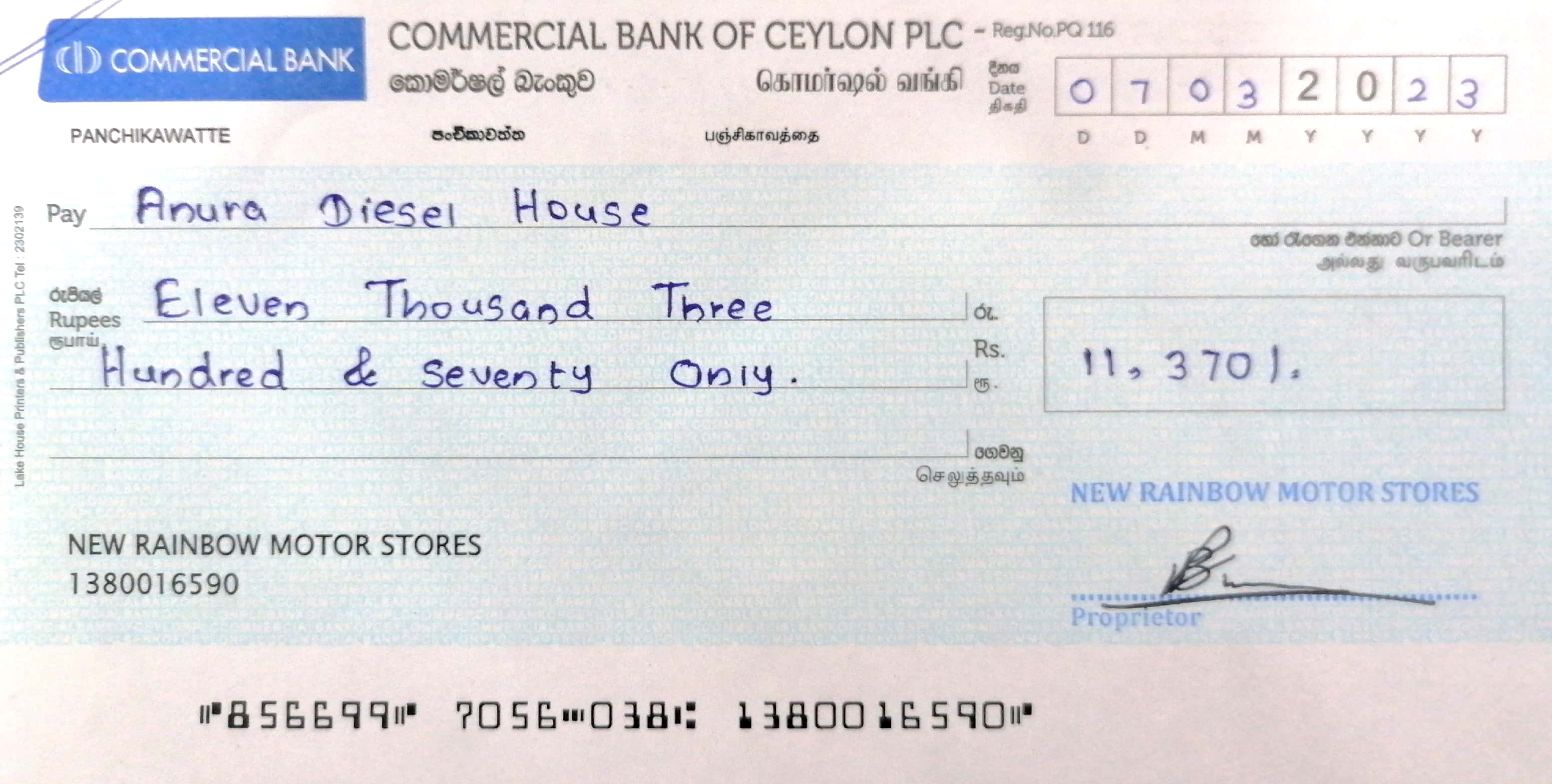 COMMERCIAL BANK
COMMERCIAL BANK OF CEYLON PLC - Reg.No.PQ 116
කොමර්ෂල් බැංකුව கொமர்ஷல் வங்கி
දිනය
Date
திகதி
0 7 0 3 2 0 2 3
D D M M Y Y Y Y
PANCHIKAWATTE පංචිකාවත්ත பஞ்சிகாவத்தை
Pay Anura Diesel House
හෝ රැගෙන එන්නාට Or Bearer
அல்லது வருபவரிடம்
රුපියල්
Rupees
ரூபாய்
Eleven Thousand Three
Hundred & Seventy Only.
රු.
Rs.
ரூ.
11, 370/.
ගෙවනු
செலுத்தவும்
NEW RAINBOW MOTOR STORES
Proprietor
NEW RAINBOW MOTOR STORES
1380016590
⑈856699⑈ 7056⑉038⑆ 1380016590⑈
Lake House Printers & Publishers PLC Tel : 2302139